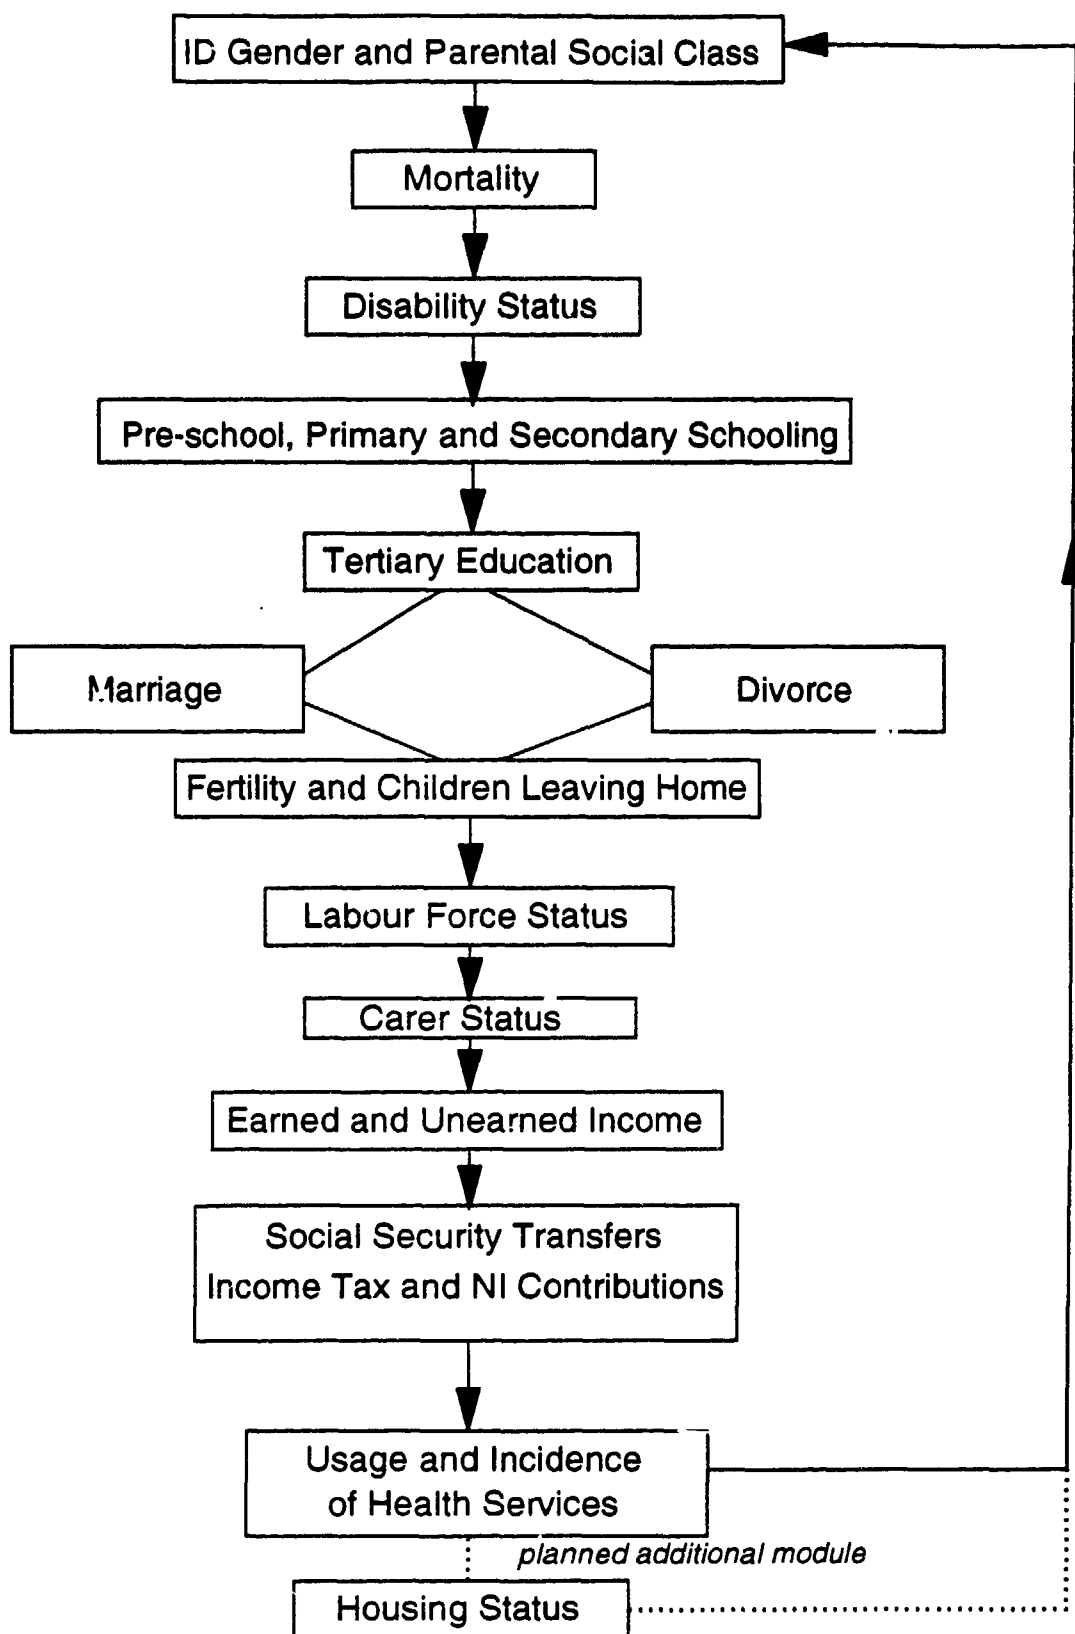 ID Gender and Parental Social Class
Mortality
Disability Status
Pre-school, Primary and Secondary Schooling
Tertiary Education
Marriage
Divorce
Fertility and Children Leaving Home
Labour Force Status
Carer Status
Earned and Unearned Income
Social Security Transfers
Income Tax and NI Contributions
Usage and Incidence
of Health Services
planned additional module
Housing Status